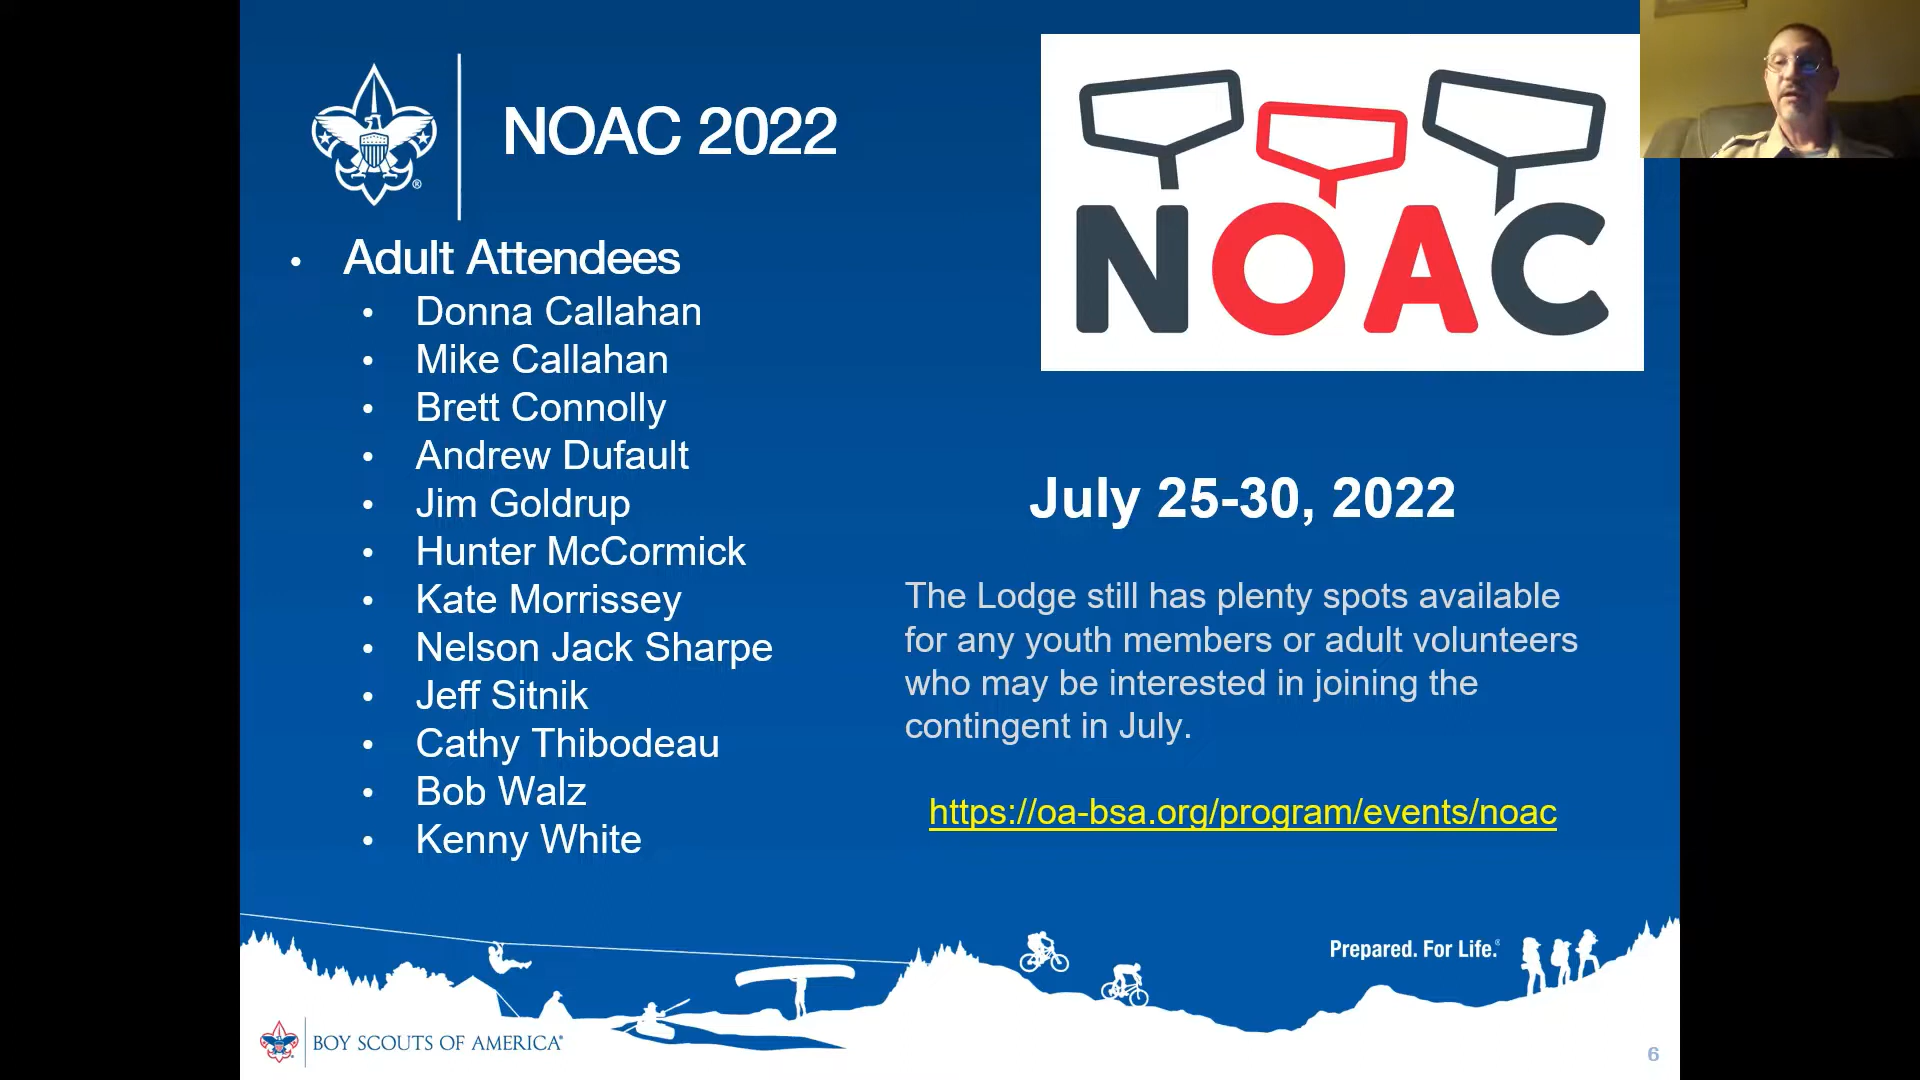 NOAC 2022
NOAC
• Adult Attendees
• Donna Callahan
• Mike Callahan
• Brett Connolly
• Andrew Dufault
• Jim Goldrup
• Hunter McCormick
• Kate Morrissey
• Nelson Jack Sharpe
• Jeff Sitnik
• Cathy Thibodeau
• Bob Walz
• Kenny White
July 25-30, 2022
The Lodge still has plenty spots available
for any youth members or adult volunteers
who may be interested in joining the
contingent in July.
https://oa-bsa.org/program/events/noac
Prepared. For Life.®
BOY SCOUTS OF AMERICA®
6